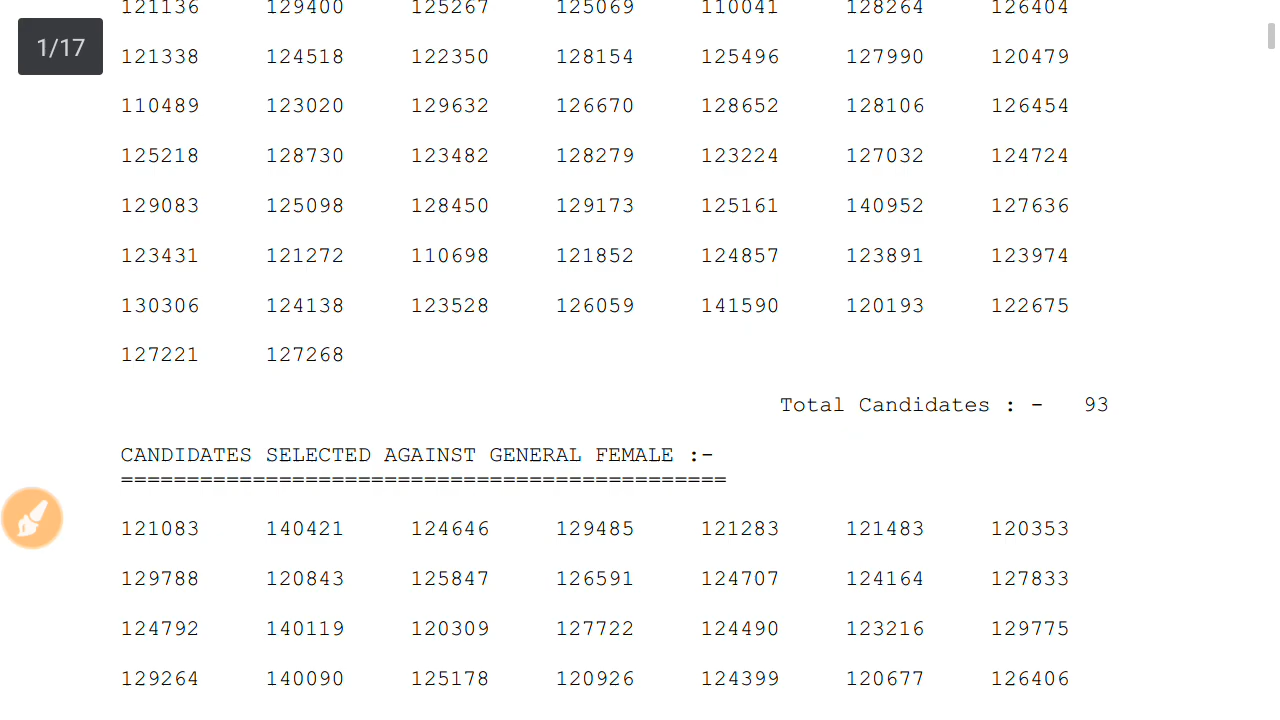 121136 129400 125267 125069 110041 128264 126404
1/17
121338 124518 122350 128154 125496 127990 120479
110489 123020 129632 126670 128652 128106 126454
125218 128730 123482 128279 123224 127032 124724
129083 125098 128450 129173 125161 140952 127636
123431 121272 110698 121852 124857 123891 123974
130306 124138 123528 126059 141590 120193 122675
127221 127268
Total Candidates : - 93
CANDIDATES SELECTED AGAINST GENERAL FEMALE :-
==============================================
121083 140421 124646 129485 121283 121483 120353
129788 120843 125847 126591 124707 124164 127833
124792 140119 120309 127722 124490 123216 129775
129264 140090 125178 120926 124399 120677 126406